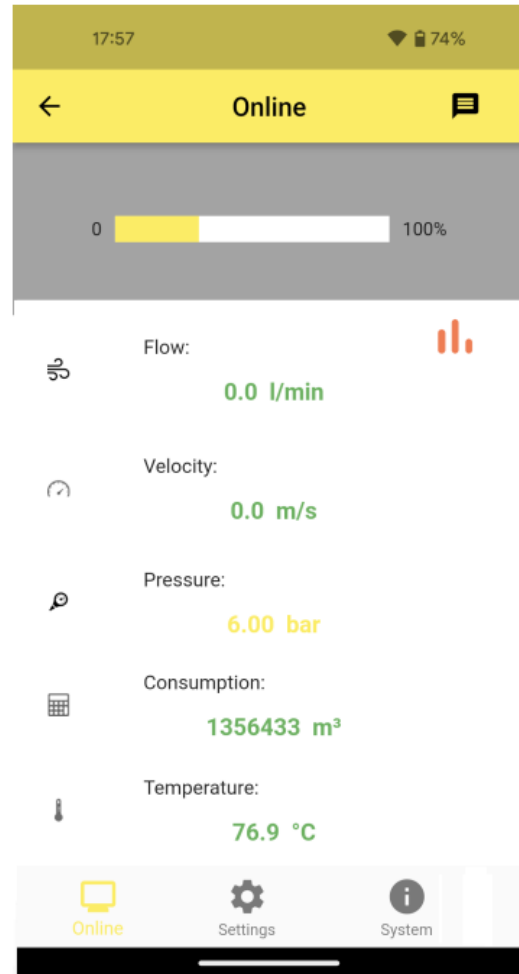 17:57 74%
Online
0 100%
Flow:
0.0 l/min
Velocity:
0.0 m/s
Pressure:
6.00 bar
Consumption:
1356433 m³
Temperature:
76.9 °C
Online Settings System